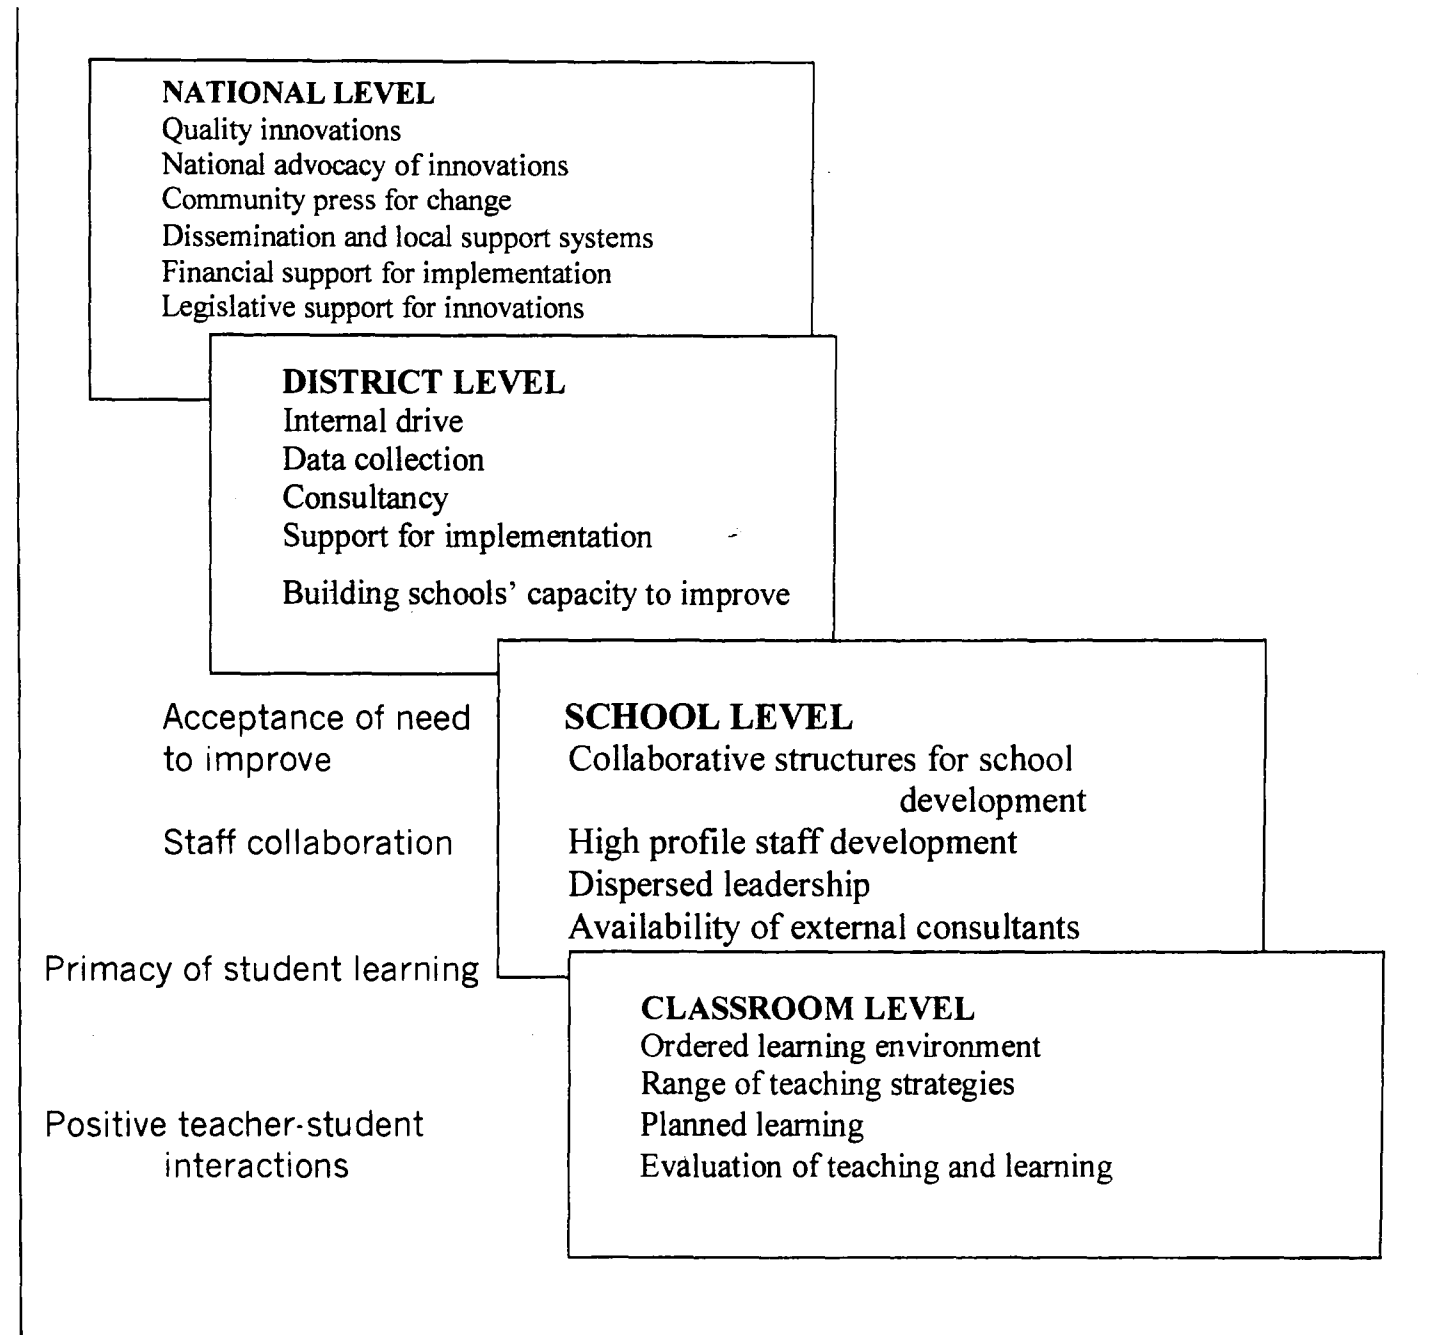 NATIONAL LEVEL
Quality innovations
National advocacy of innovations
Community press for change
Dissemination and local support systems
Financial support for implementation
Legislative support for innovations
DISTRICT LEVEL
Internal drive
Data collection
Consultancy
Support for implementation
Building schools' capacity to improve
Acceptance of need
to improve
Staff collaboration
Primacy of student learning
Positive teacher-student
interactions
SCHOOL LEVEL
Collaborative structures for school
development
High profile staff development
Dispersed leadership
Availability of external consultants
CLASSROOM LEVEL
Ordered learning environment
Range of teaching strategies
Planned learning
Evaluation of teaching and learning